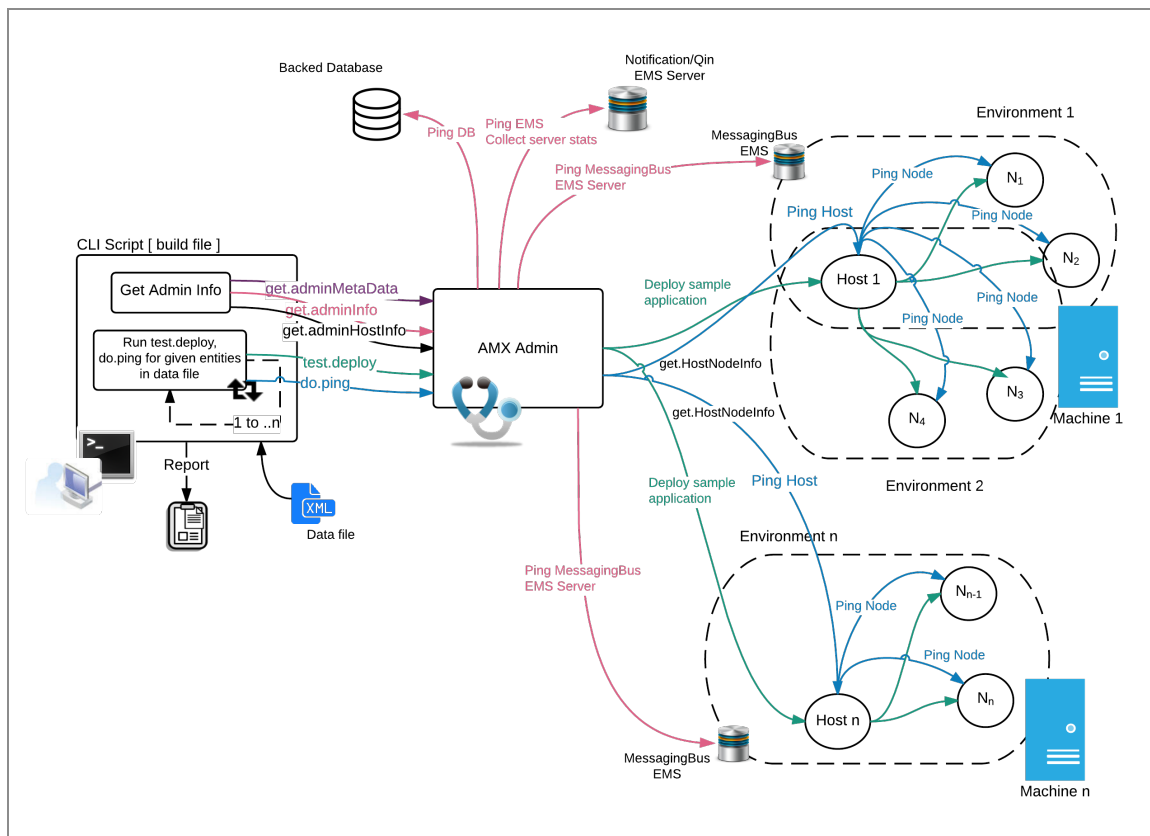 Backed Database
Notification/Qin
EMS Server
Environment 1
MessagingBus
EMS
Ping DB
Ping EMS
Collect server stats
Ping MessagingBus
EMS Server
Ping Node
N1
Ping Host
Ping Node
N2
CLI Script [ build file ]
Get Admin Info
get.adminMetaData
get.adminInfo
get.adminHostInfo
Host 1
Deploy sample
application
Ping Node
Ping Node
Run test.deploy,
do.ping for given entities
in data file
test.deploy
do.ping
AMX Admin
get.HostNodeInfo
get.HostNodeInfo
N3
N4
Machine 1
1 to ..n
>_
Report
XML
Data file
Ping Host
Deploy sample
application
Environment 2
Environment n
Ping MessagingBus
EMS Server
Nn-1
Ping Node
Ping Node
Nn
Host n
MessagingBus
EMS
Machine n